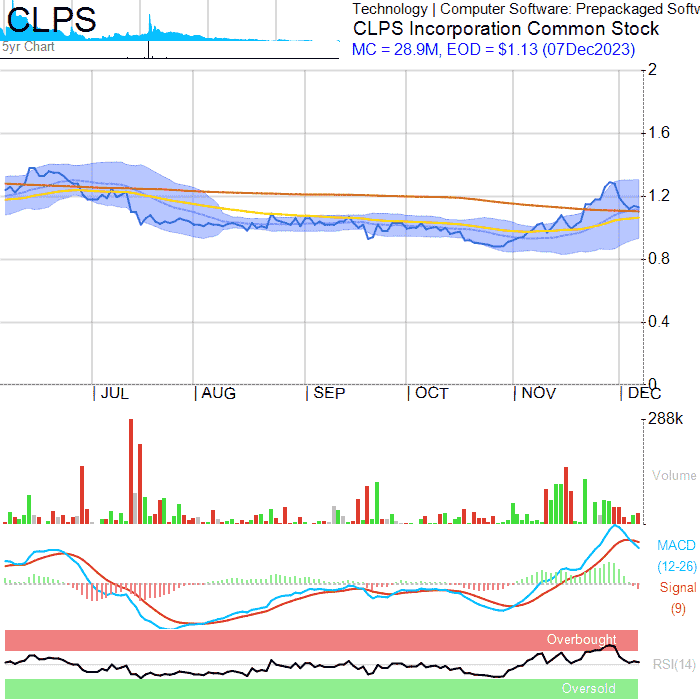 CLPS
5yr Chart
Technology | Computer Software: Prepackaged Softw
CLPS Incorporation Common Stock
MC = 28.9M, EOD = $1.13 (07Dec2023)
2
1.6
1.2
0.8
0.4
0
JUL AUG SEP OCT NOV DEC
288k
Volume
MACD
(12-26)
Signal
(9)
Overbought
RSI(14)
Oversold